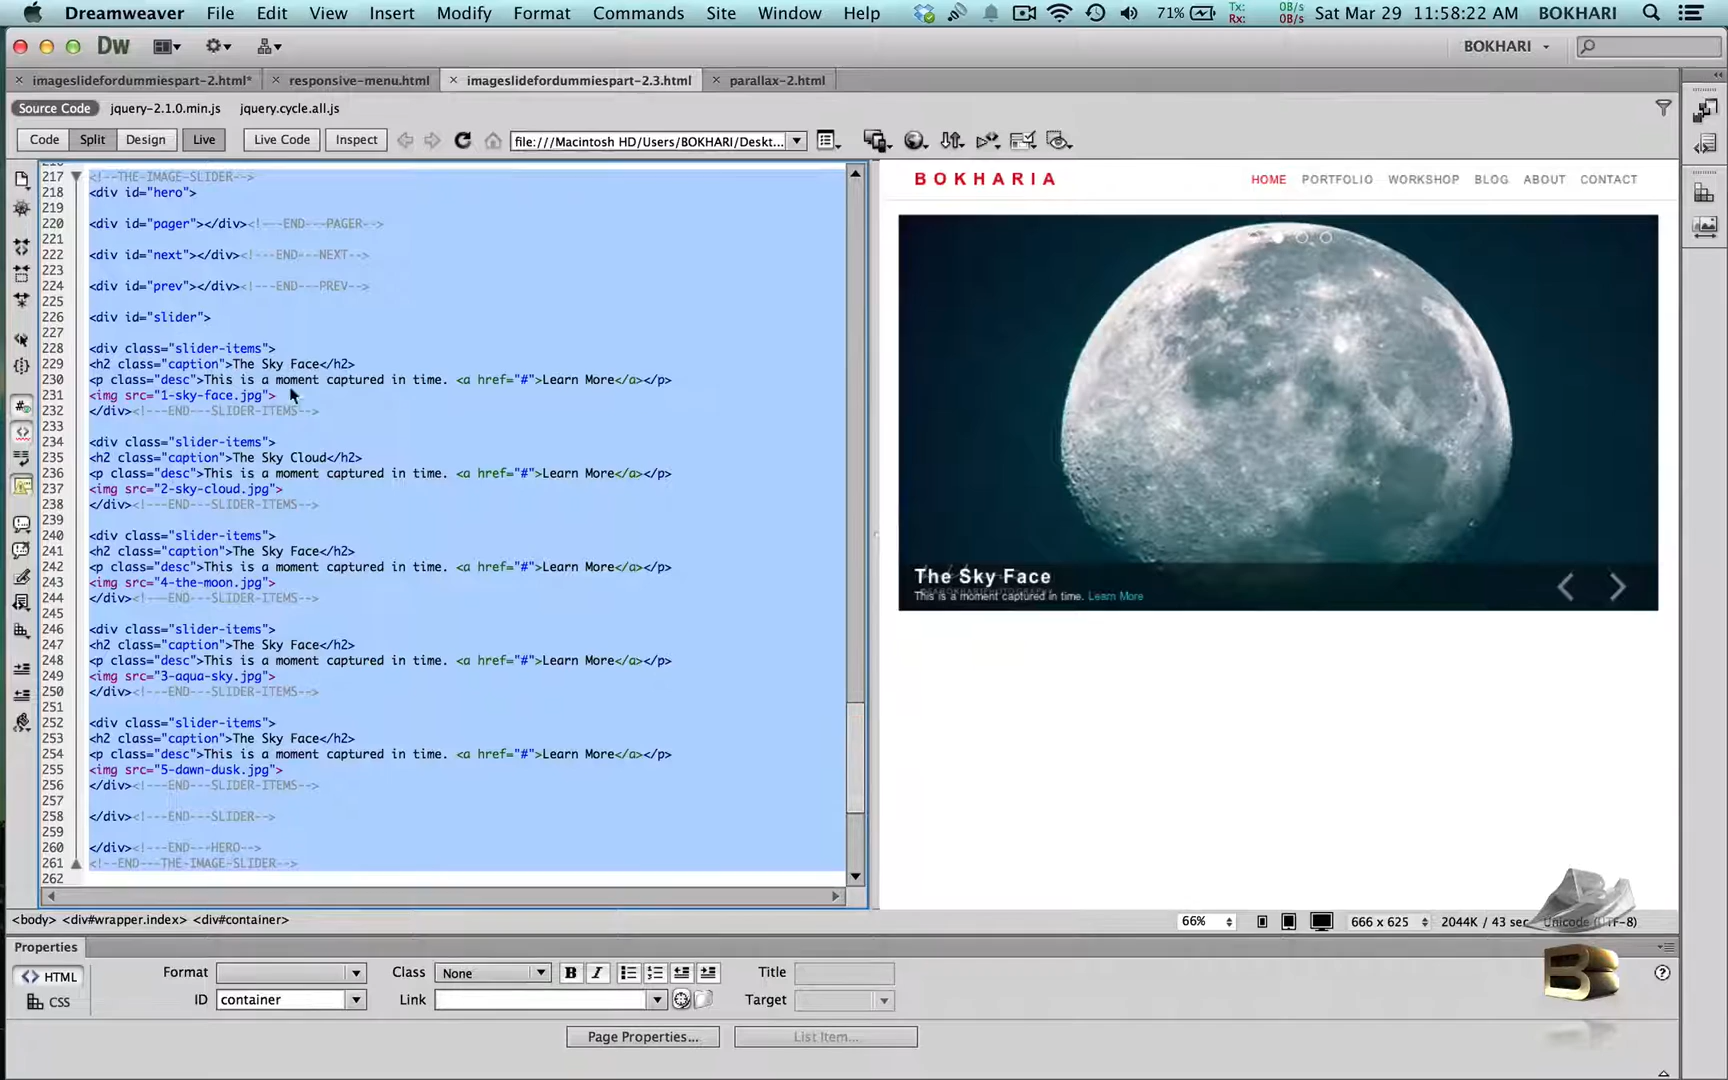 Dreamweaver File Edit View Insert Modify Format Commands Site Window Help 71% Tx: Rx: 0B/s 0B/s Sat Mar 29 11:58:22 AM BOKHARI
Dw BOKHARI
imageslidefordummiespart-2.html* responsive-menu.html imageslidefordummiespart-2.3.html parallax-2.html
Source Code jquery-2.1.0.min.js jquery.cycle.all.js
Code Split Design Live Live Code Inspect file:///Macintosh HD/Users/BOKHARI/Deskt...
217 <!--THE-IMAGE-SLIDER-->
218 <div id="hero">
219
220 <div id="pager"></div><!---END---PAGER-->
221
222 <div id="next"></div><!---END---NEXT-->
223
224 <div id="prev"></div><!---END---PREV-->
225
226 <div id="slider">
227
228 <div class="slider-items">
229 <h2 class="caption">The Sky Face</h2>
230 <p class="desc">This is a moment captured in time. <a href="#">Learn More</a></p>
231 <img src="1-sky-face.jpg">
232 </div><!---END---SLIDER-ITEMS-->
233
234 <div class="slider-items">
235 <h2 class="caption">The Sky Cloud</h2>
236 <p class="desc">This is a moment captured in time. <a href="#">Learn More</a></p>
237 <img src="2-sky-cloud.jpg">
238 </div><!---END---SLIDER-ITEMS-->
239
240 <div class="slider-items">
241 <h2 class="caption">The Sky Face</h2>
242 <p class="desc">This is a moment captured in time. <a href="#">Learn More</a></p>
243 <img src="4-the-moon.jpg">
244 </div><!---END---SLIDER-ITEMS-->
245
246 <div class="slider-items">
247 <h2 class="caption">The Sky Face</h2>
248 <p class="desc">This is a moment captured in time. <a href="#">Learn More</a></p>
249 <img src="3-aqua-sky.jpg">
250 </div><!---END---SLIDER-ITEMS-->
251
252 <div class="slider-items">
253 <h2 class="caption">The Sky Face</h2>
254 <p class="desc">This is a moment captured in time. <a href="#">Learn More</a></p>
255 <img src="5-dawn-dusk.jpg">
256 </div><!---END---SLIDER-ITEMS-->
257
258 </div><!---END---SLIDER-->
259
260 </div><!---END---HERO-->
261 <!--END---THE-IMAGE-SLIDER-->
262
BOKHARIA HOME PORTFOLIO WORKSHOP BLOG ABOUT CONTACT
The Sky Face
This is a moment captured in time. Learn More
<body> <div#wrapper.index> <div#container> 66% 666 x 625 2044K / 43 sec Unicode (UTF-8)
Properties
HTML Format Class None B I Title
CSS ID container Link Target
Page Properties... List Item...
B